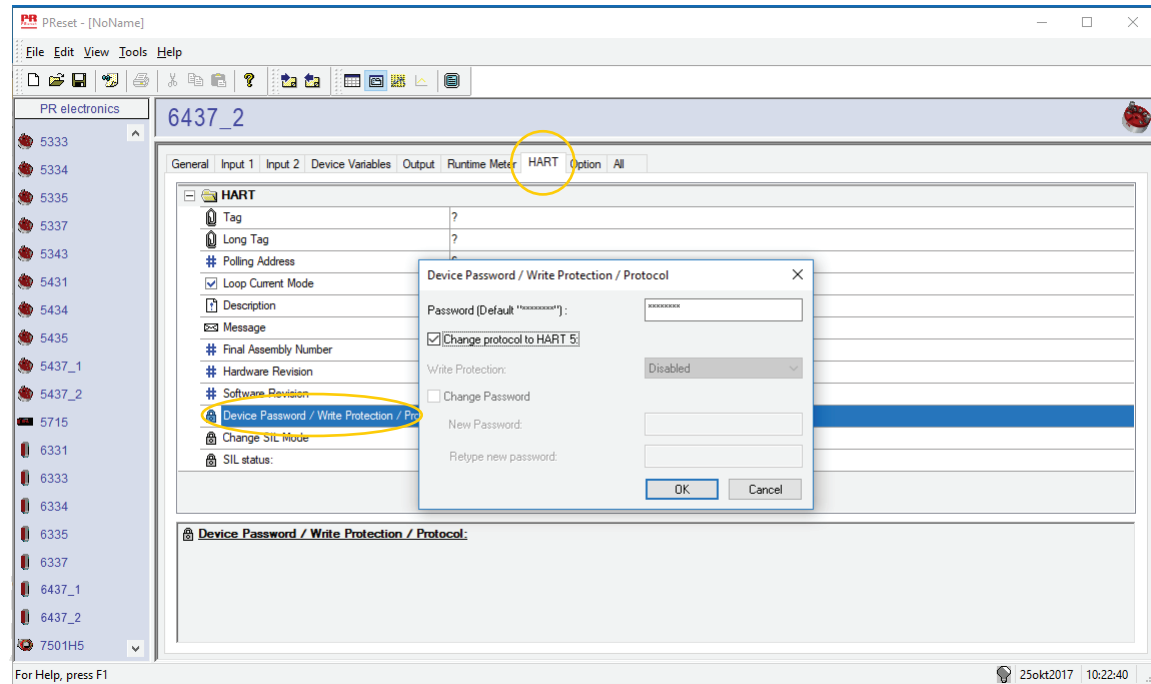 PR PReset - [NoName]
File Edit View Tools Help
PR electronics
6437_2
5333
5334
5335
5337
5343
5431
5434
5435
5437_1
5437_2
5715
6331
6333
6334
6335
6337
6437_1
6437_2
7501H5
General Input 1 Input 2 Device Variables Output Runtime Meter HART Option All
HART
Tag ?
Long Tag ?
# Polling Address
Loop Current Mode
Description
Message
# Final Assembly Number
# Hardware Revision
# Software Revision
Device Password / Write Protection / Pro
Change SIL Mode
SIL status:
Device Password / Write Protection / Protocol
Password (Default "********") : ********
Change protocol to HART 5:
Write Protection: Disabled
Change Password
New Password:
Retype new password:
OK Cancel
Device Password / Write Protection / Protocol:
For Help, press F1 25okt2017 10:22:40